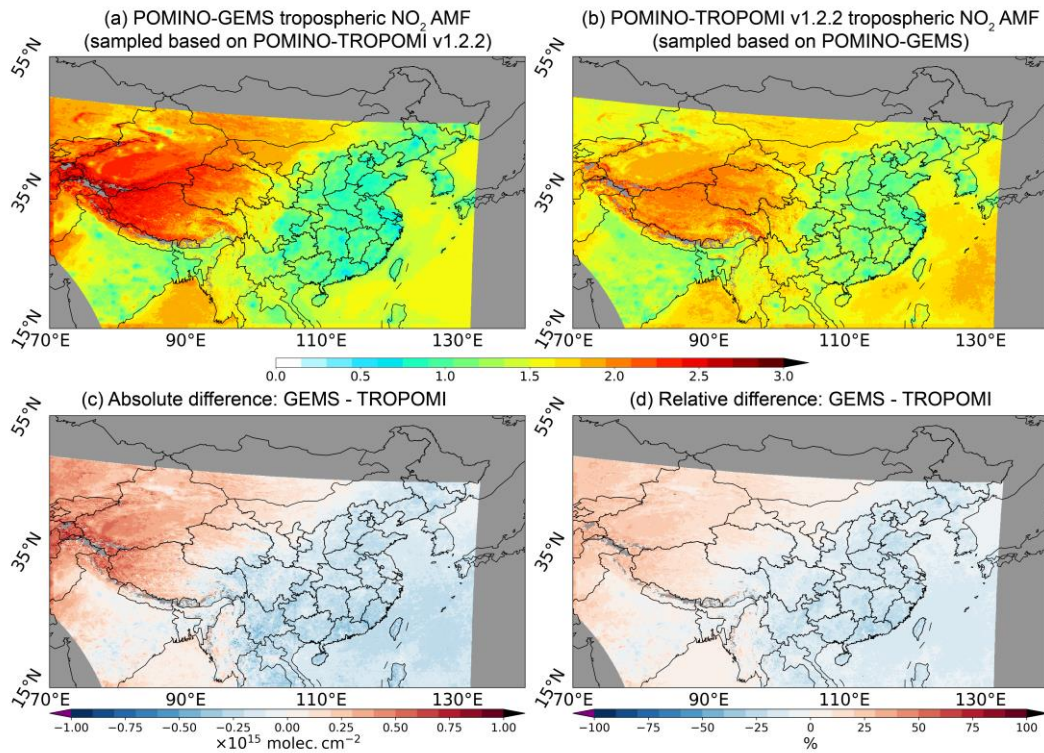 (a) POMINO-GEMS tropospheric NO₂ AMF
(sampled based on POMINO-TROPOMI v1.2.2)
(b) POMINO-TROPOMI v1.2.2 tropospheric NO₂ AMF
(sampled based on POMINO-GEMS)
55°N
35°N
15°N
70°E 90°E 110°E 130°E
55°N
35°N
15°N
70°E 90°E 110°E 130°E
0.0 0.5 1.0 1.5 2.0 2.5 3.0
(c) Absolute difference: GEMS - TROPOMI
(d) Relative difference: GEMS - TROPOMI
55°N
35°N
15°N
70°E 90°E 110°E 130°E
55°N
35°N
15°N
70°E 90°E 110°E 130°E
−1.00 −0.75 −0.50 −0.25 0.00 0.25 0.50 0.75 1.00
×10¹⁵ molec. cm⁻²
−100 −75 −50 −25 0 25 50 75 100
%